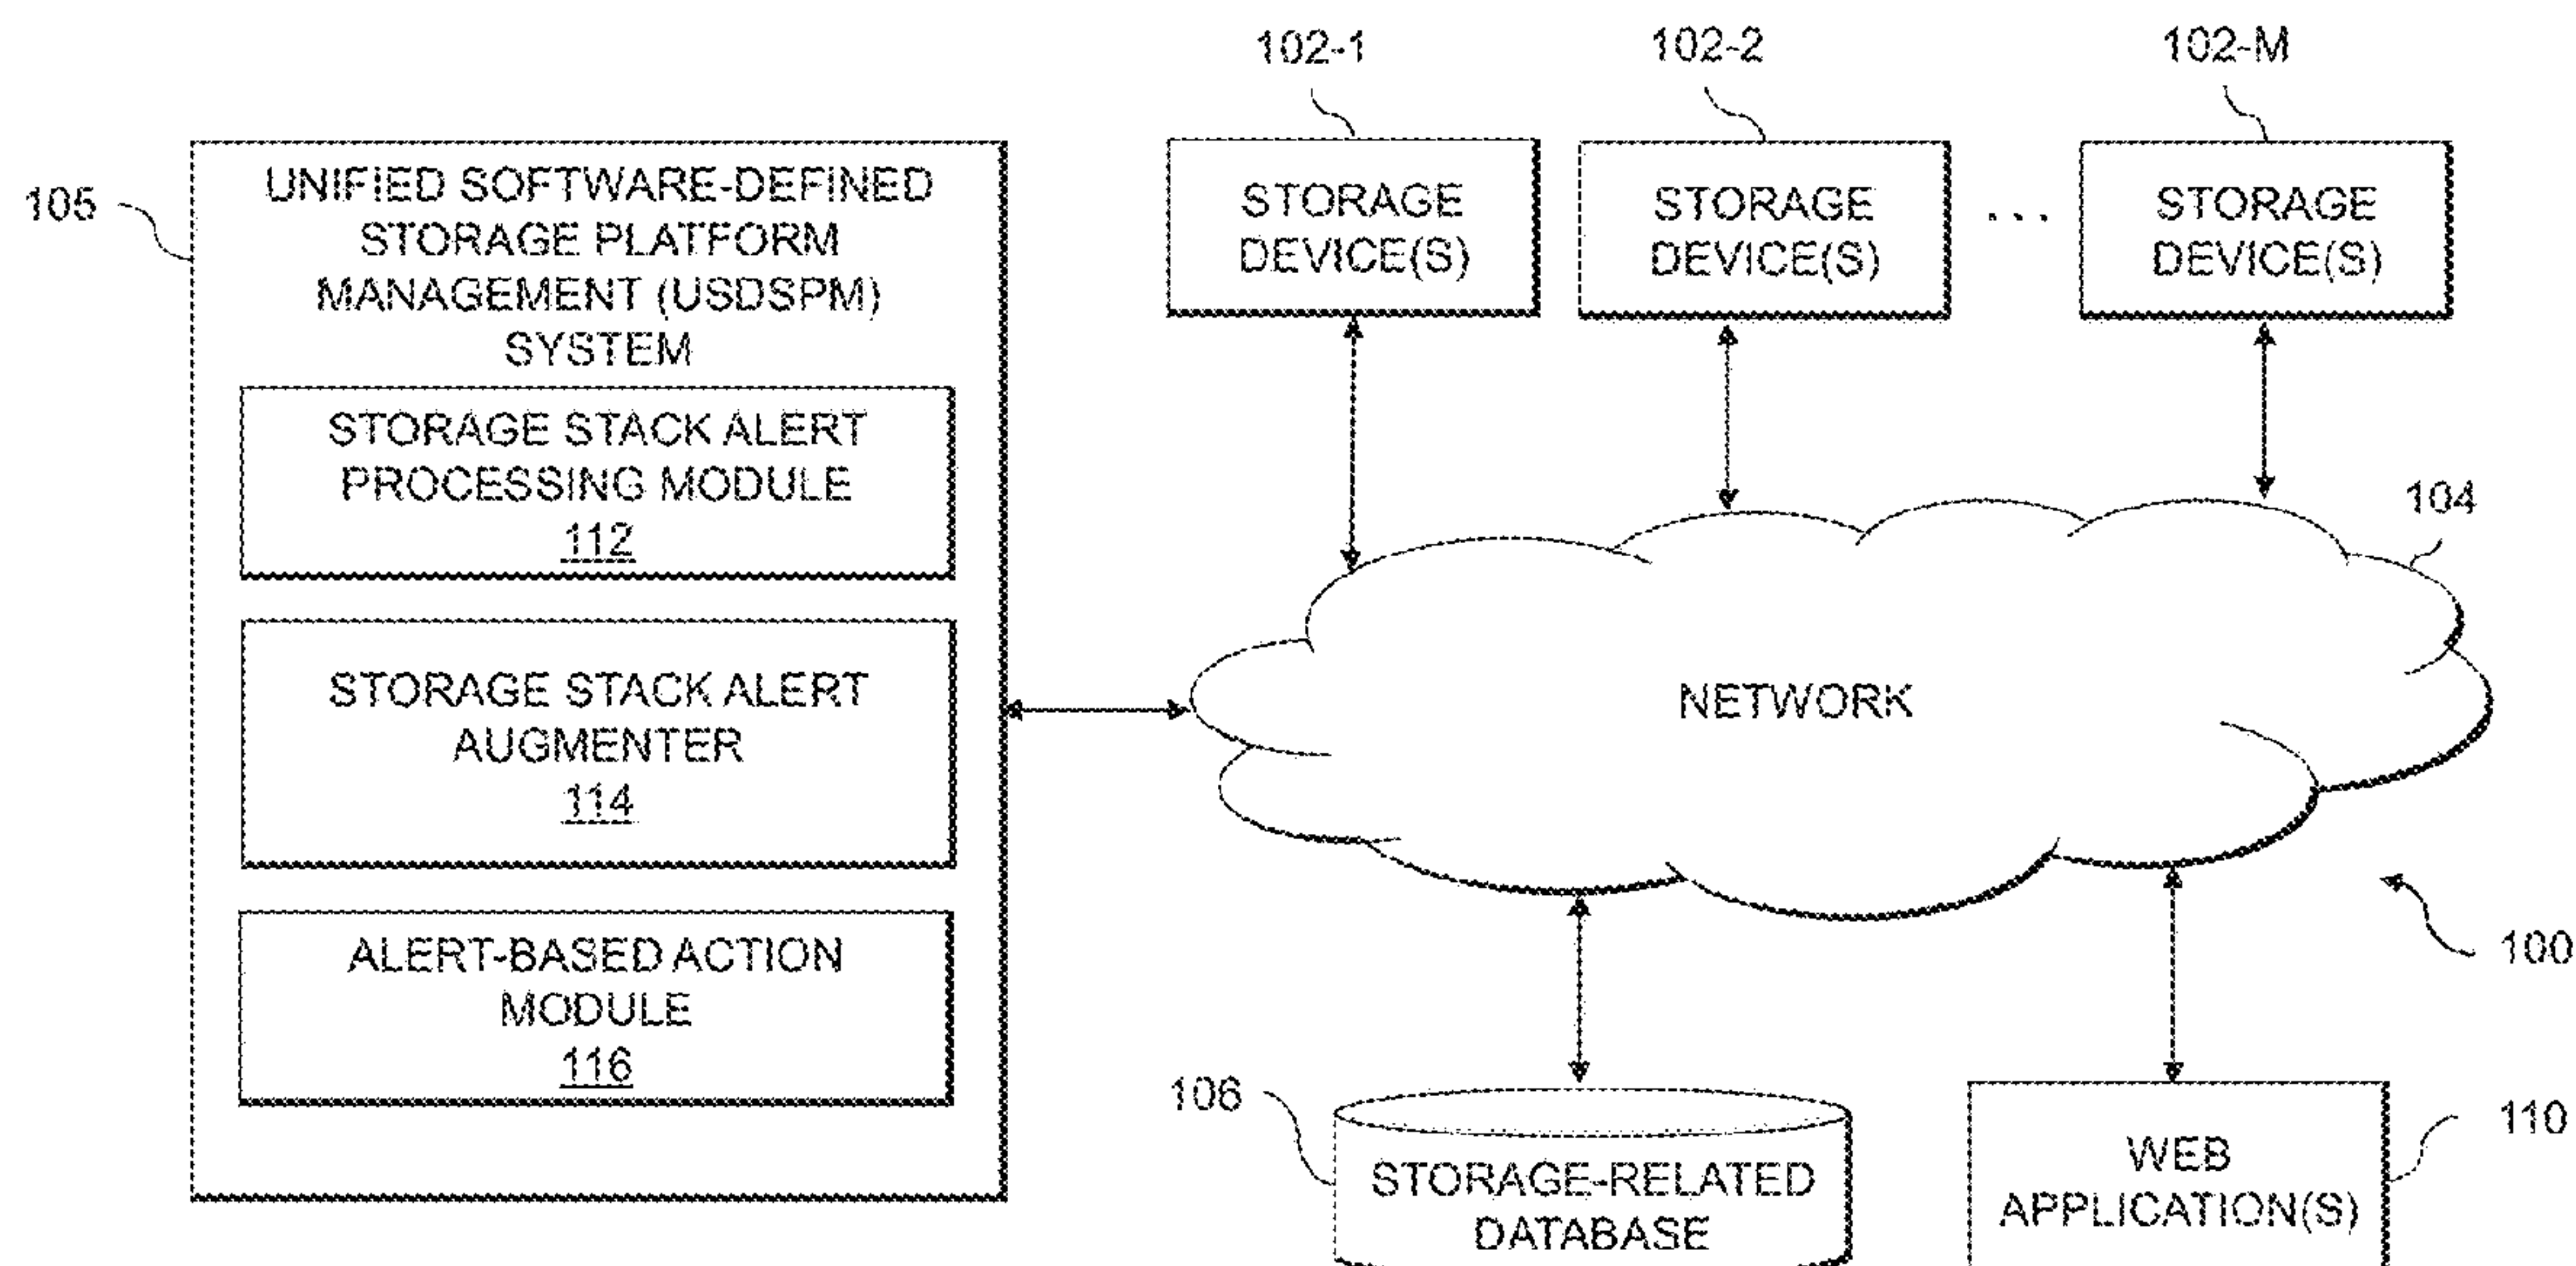 102-1
102-2
102-M
105
UNIFIED SOFTWARE-DEFINED
STORAGE PLATFORM
MANAGEMENT (USDSPM)
SYSTEM
STORAGE STACK ALERT
PROCESSING MODULE
112
STORAGE STACK ALERT
AUGMENTER
114
ALERT-BASED ACTION
MODULE
116
STORAGE
DEVICE(S)
STORAGE
DEVICE(S)
...
STORAGE
DEVICE(S)
104
NETWORK
100
106
STORAGE-RELATED
DATABASE
WEB
APPLICATION(S)
110